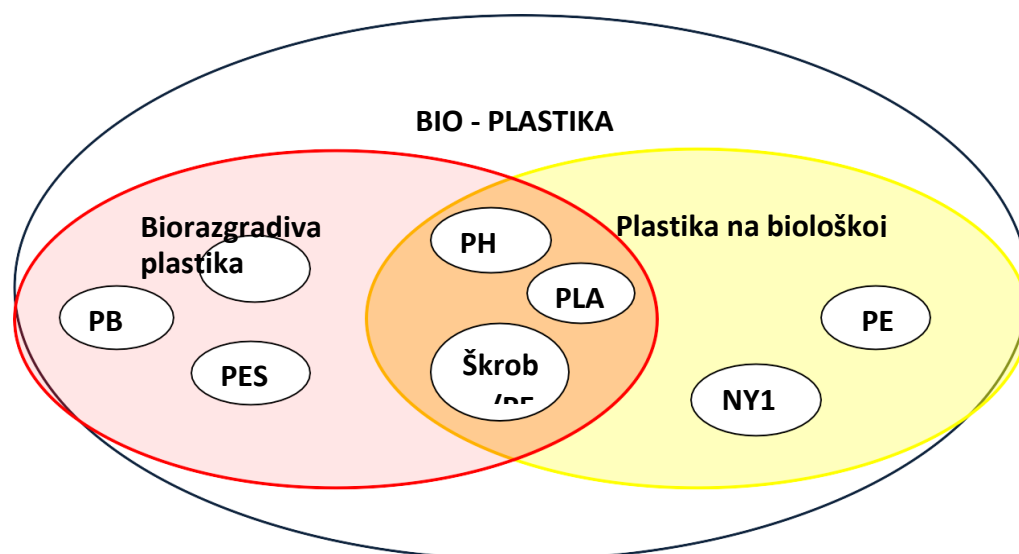 BIO - PLASTIKA
Biorazgradiva
plastika
Plastika na biološkoi
PH
PLA
PB
PE
PES
Škrob
NY1